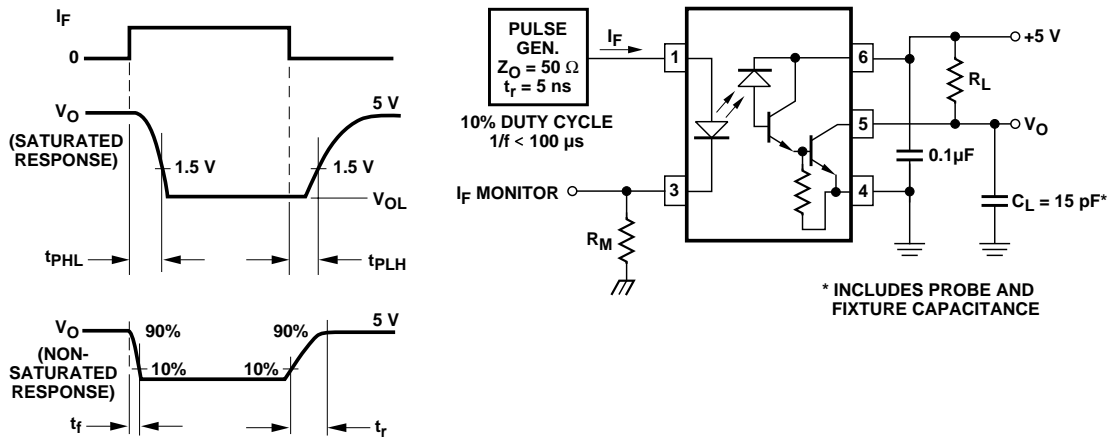 I_F
0
V_O
(SATURATED
RESPONSE)
5 V
1.5 V
1.5 V
V_OL
t_PHL
t_PLH
V_O
(NON-
SATURATED
RESPONSE)
90%
90%
5 V
10%
10%
t_f
t_r
PULSE
GEN.
Z_O = 50 Ω
t_r = 5 ns
10% DUTY CYCLE
1/f < 100 µs
I_F
I_F MONITOR
R_M
1
3
6
5
4
+5 V
R_L
V_O
0.1µF
C_L = 15 pF*
* INCLUDES PROBE AND
FIXTURE CAPACITANCE